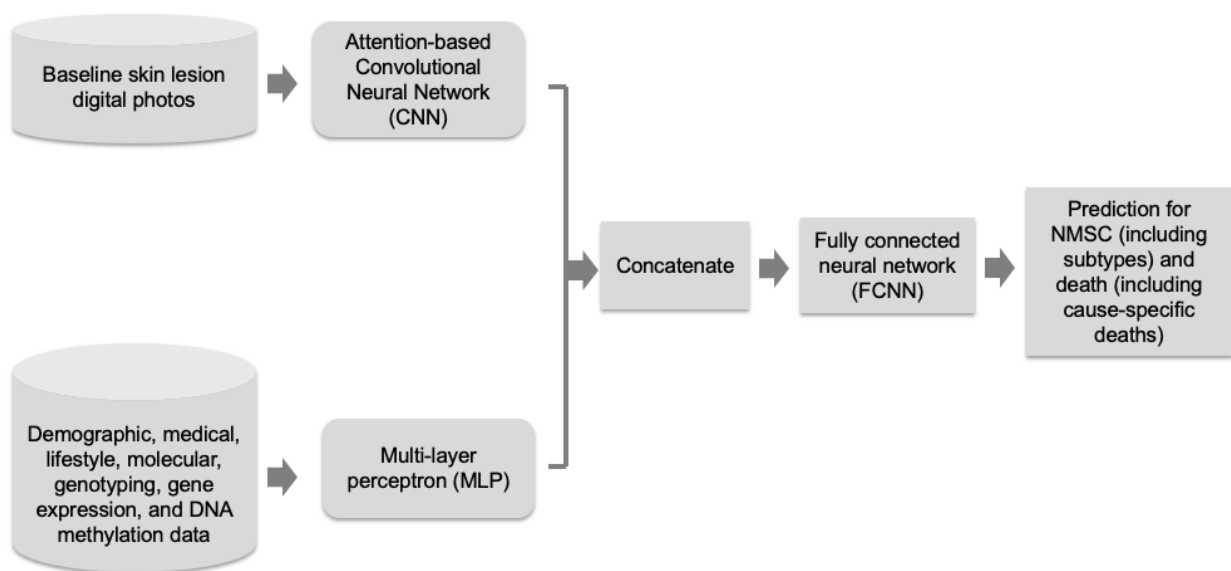 Baseline skin lesion
digital photos
Attention-based
Convolutional
Neural Network
(CNN)
Demographic, medical,
lifestyle, molecular,
genotyping, gene
expression, and DNA
methylation data
Multi-layer
perceptron (MLP)
Concatenate
Fully connected
neural network
(FCNN)
Prediction for
NMSC (including
subtypes) and
death (including
cause-specific
deaths)